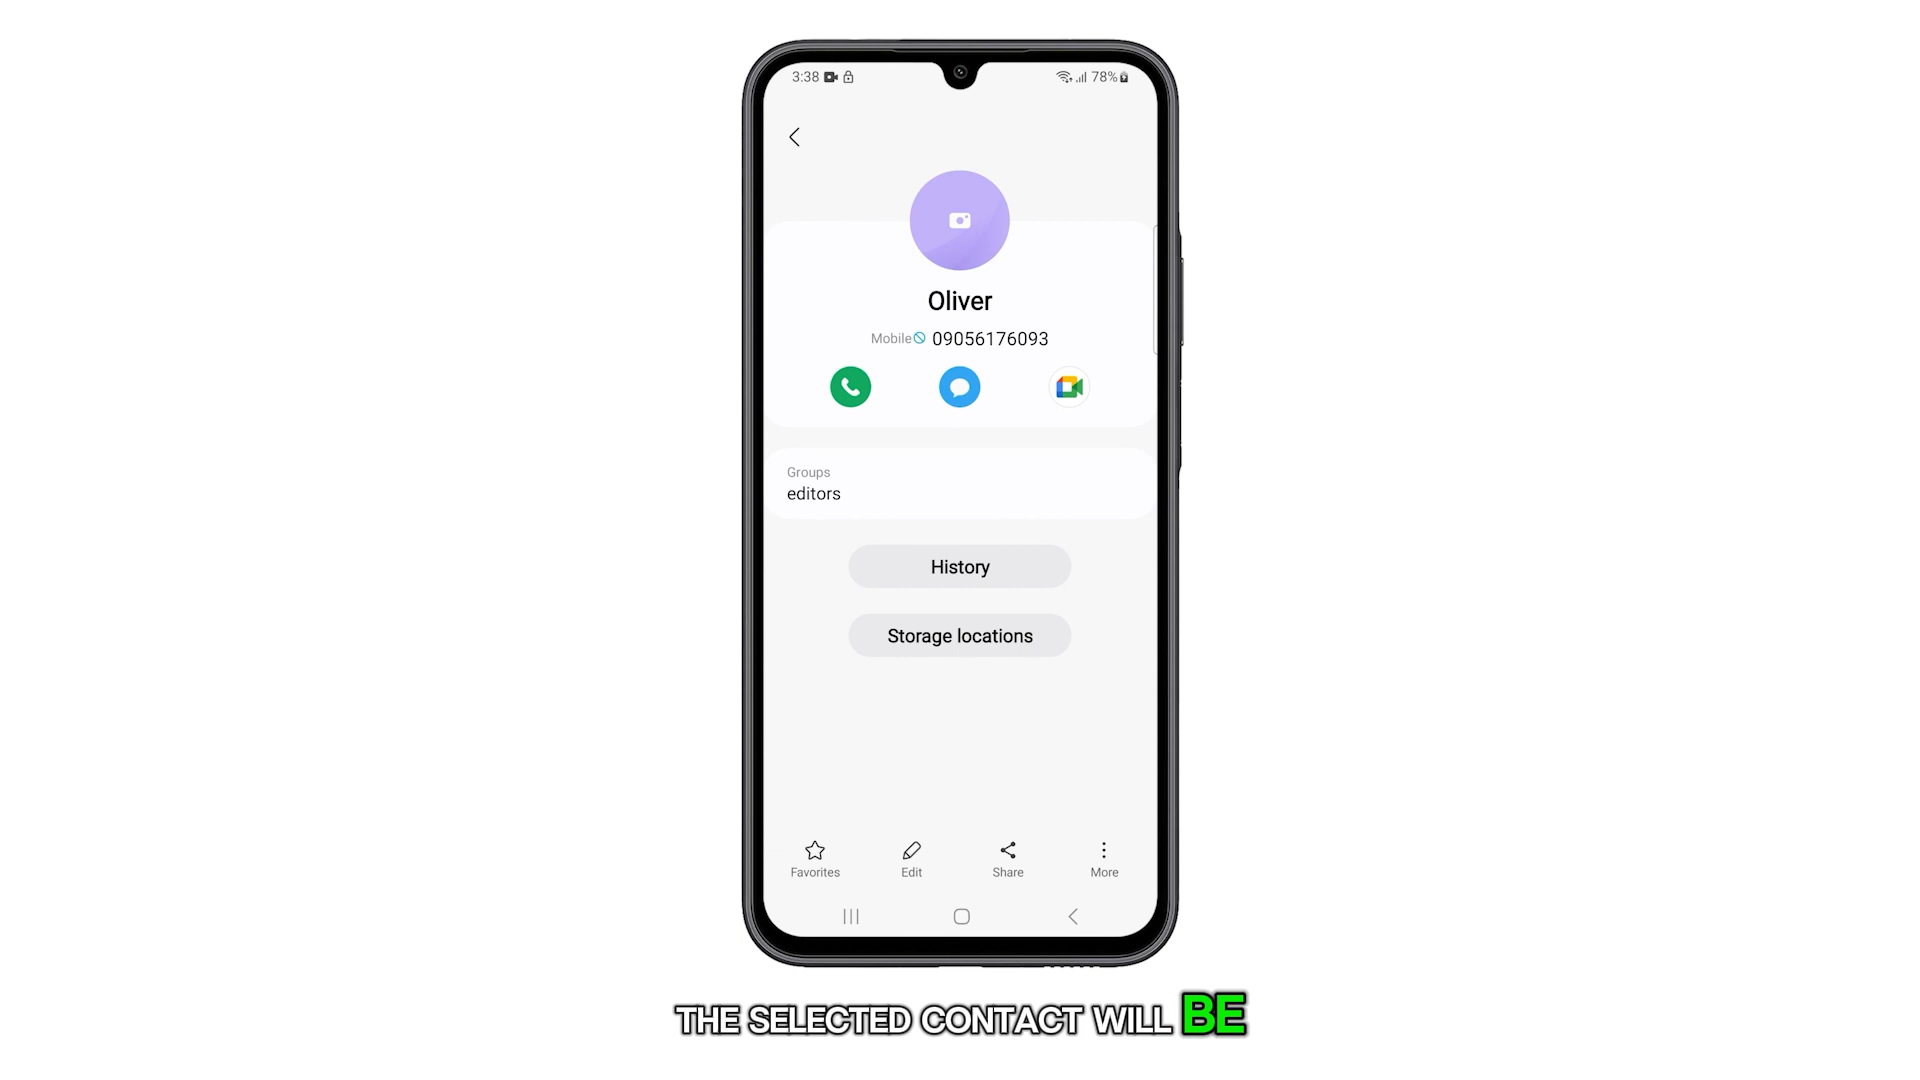 3:38
78%
Oliver
Mobile 09056176093
Groups
editors
History
Storage locations
Favorites
Edit
Share
More
THE SELECTED CONTACT WILL BE